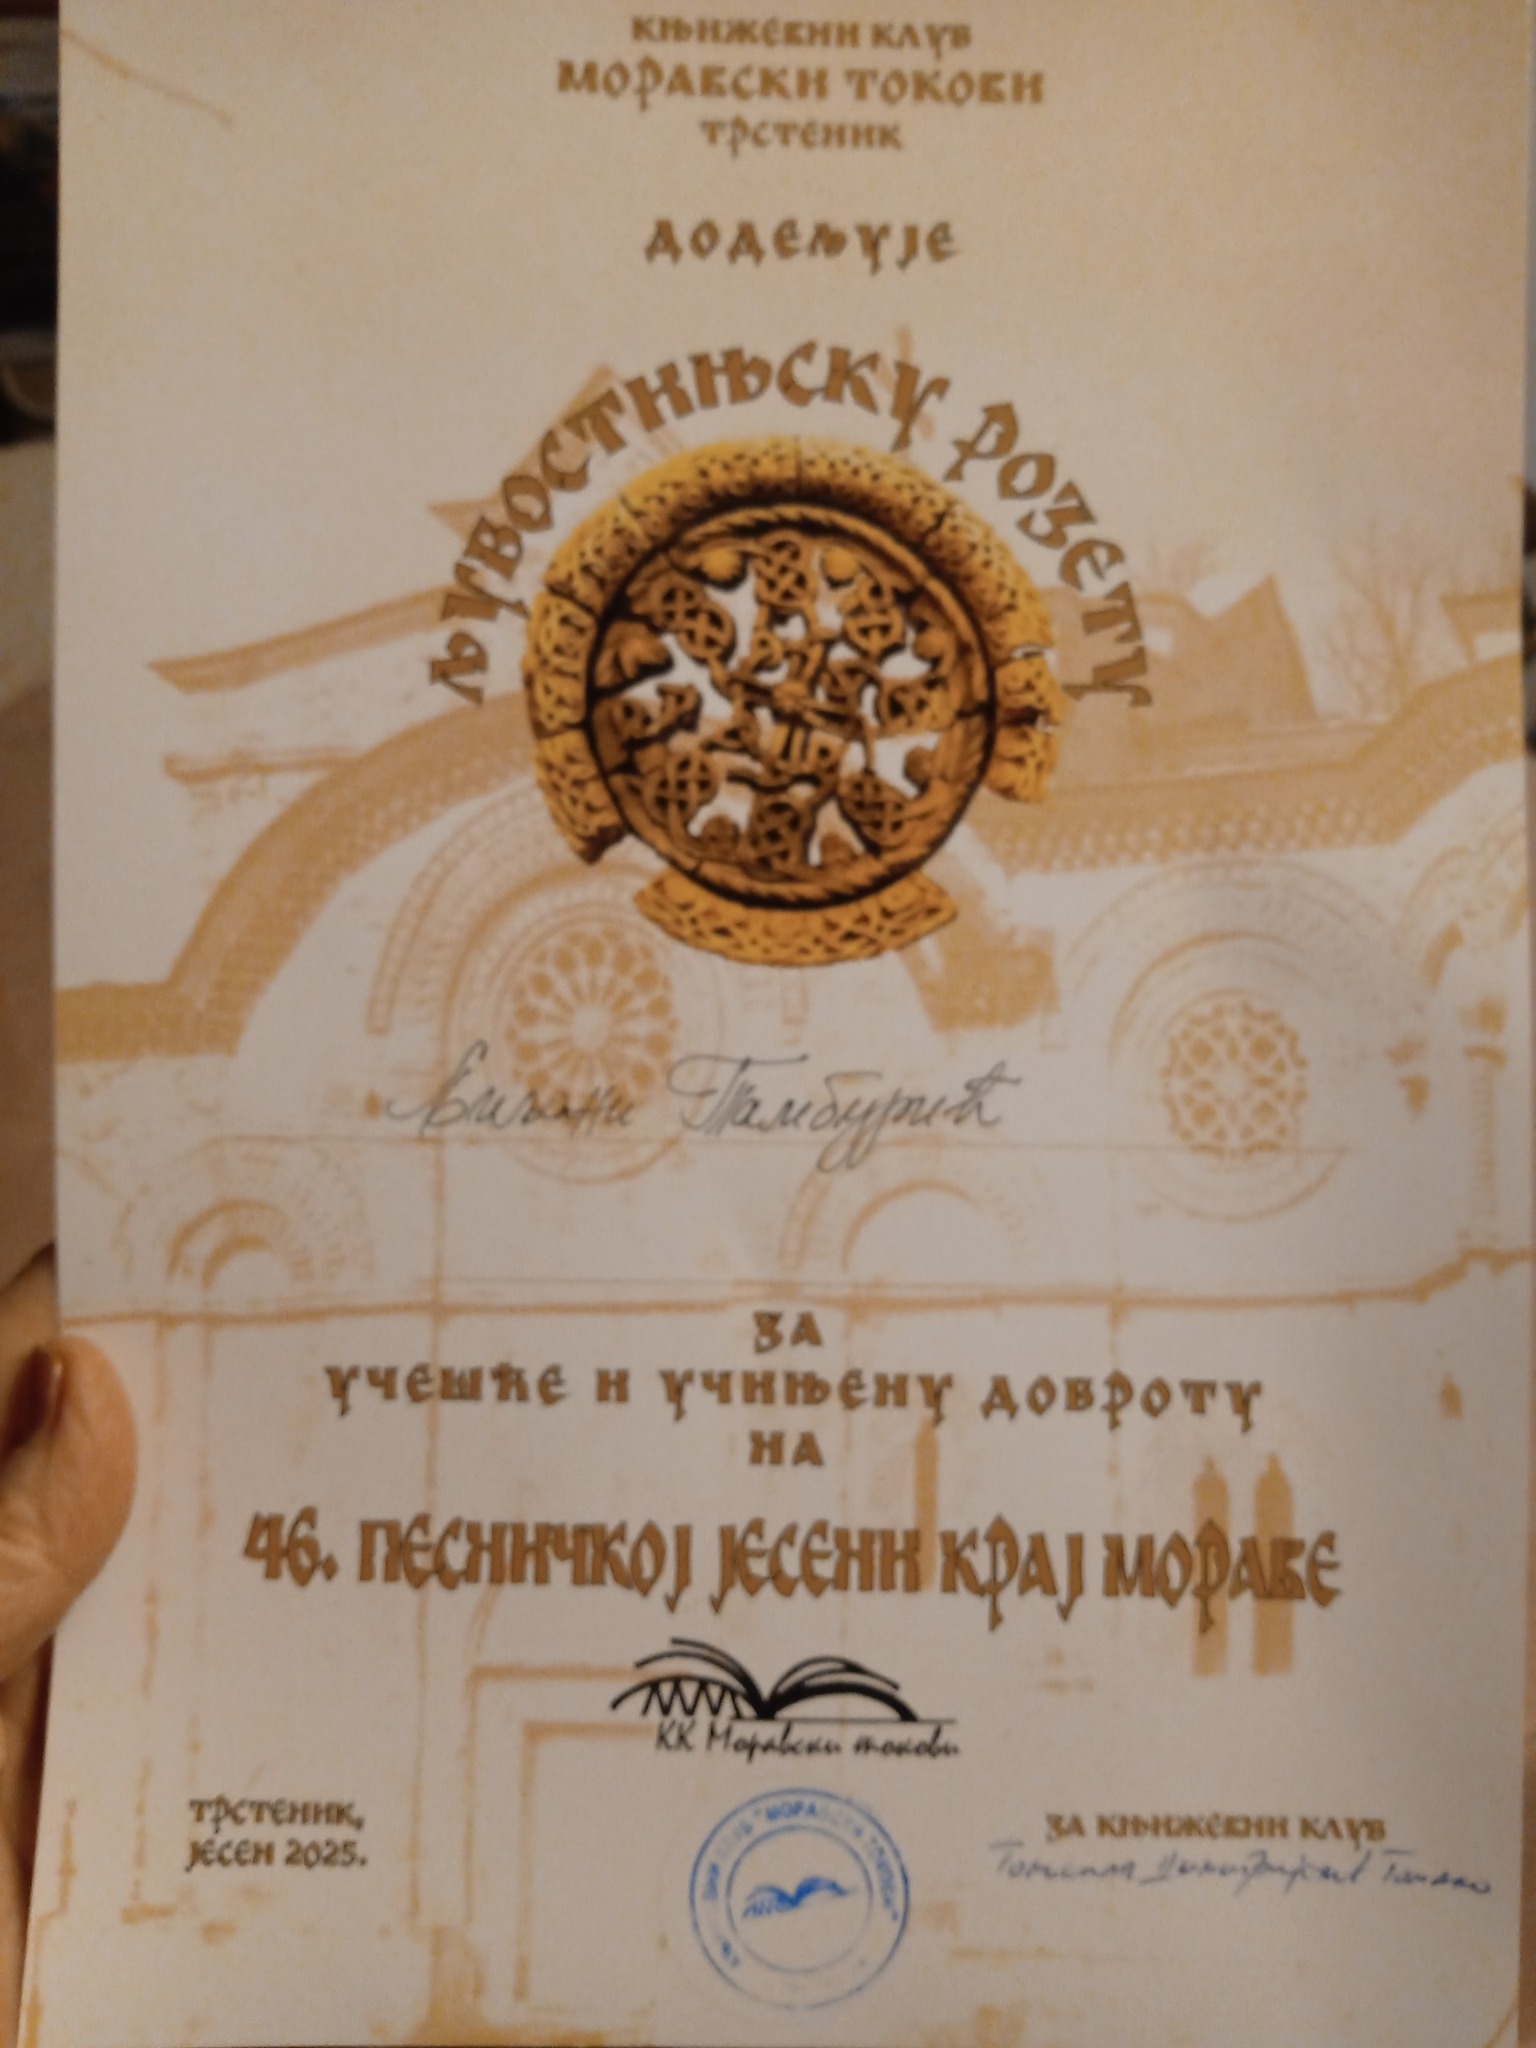 КЊИЖЕВНИ КЛУБ
МОРАВСКИ ТОКОВИ
ТРСТЕНИК
ДОДЕЉУЈЕ
ЉУБОСТИЊСКУ РОЗЕТУ
Биљани Тамбурић
ЗА
УЧЕШЋЕ И УЧИЊЕНУ ДОБРОТУ
НА
46. ПЕСНИЧКОЈ ЈЕСЕНИ КРАЈ МОРАВЕ
КК Моравски токови
ТРСТЕНИК,
ЈЕСЕН 2025.
ЗА КЊИЖЕВНИ КЛУБ